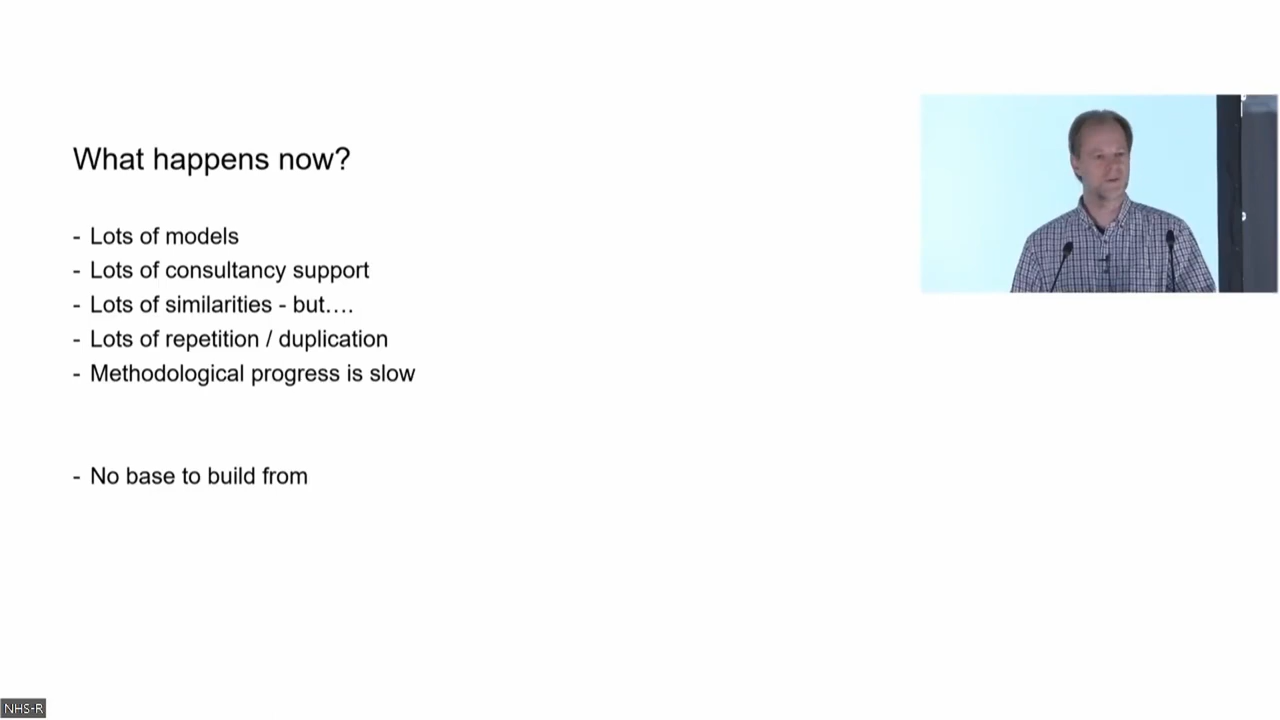 What happens now?
- Lots of models
- Lots of consultancy support
- Lots of similarities - but….
- Lots of repetition / duplication
- Methodological progress is slow
- No base to build from
NHS-R